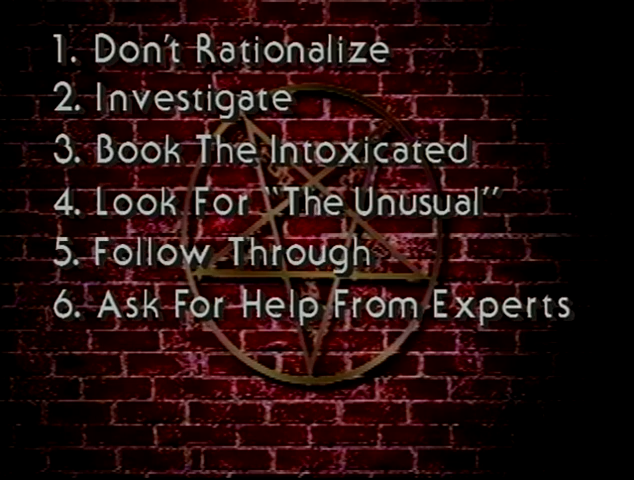 1. Don't Rationalize
2. Investigate
3. Book The Intoxicated
4. Look For "The Unusual"
5. Follow Through
6. Ask For Help From Experts